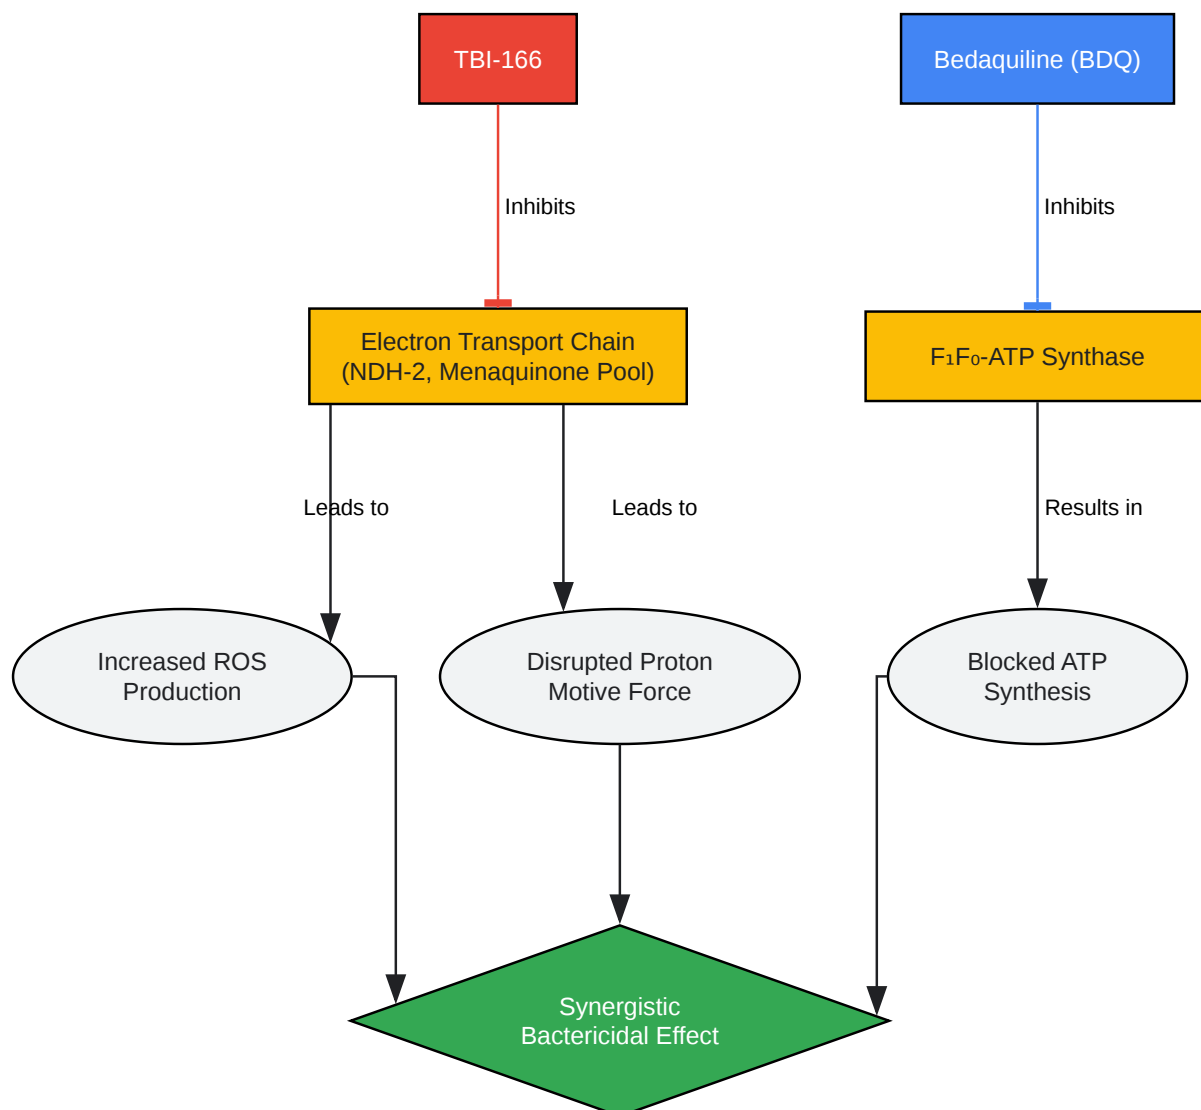 TBI-166
Bedaquiline (BDQ)
Inhibits
Inhibits
Electron Transport Chain
(NDH-2, Menaquinone Pool)
F₁F₀-ATP Synthase
Leads to
Leads to
Results in
Increased ROS
Production
Disrupted Proton
Motive Force
Blocked ATP
Synthesis
Synergistic
Bactericidal Effect